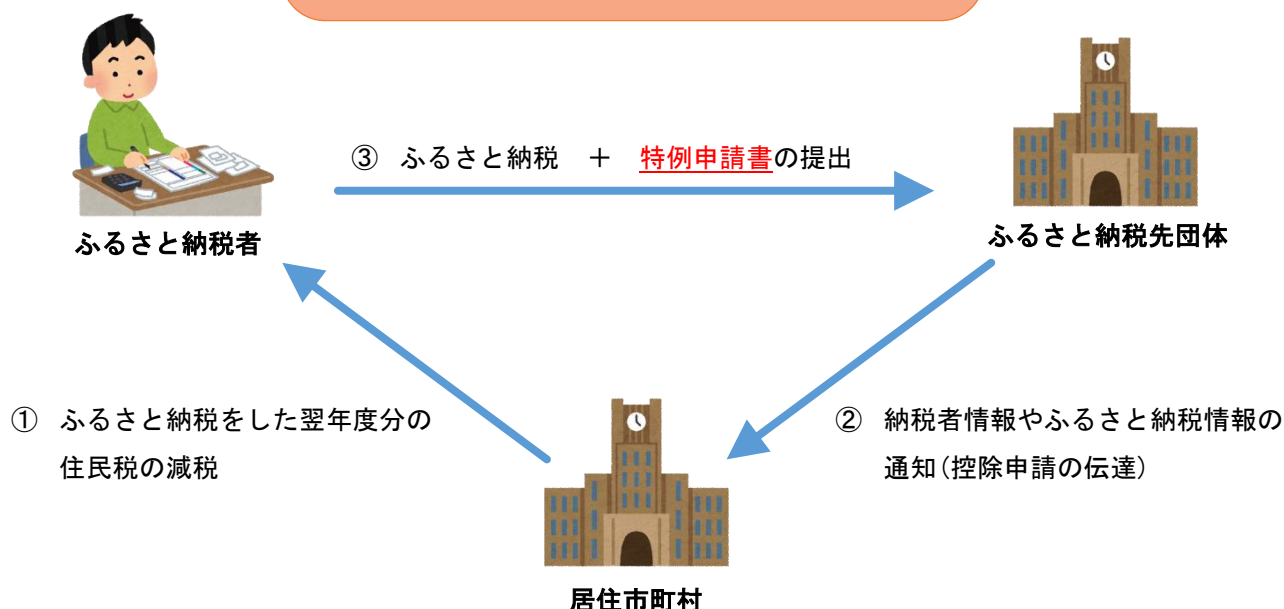 ③ ふるさと納税 + 特例申請書の提出
ふるさと納税者
ふるさと納税先団体
① ふるさと納税をした翌年度分の
住民税の減税
② 納税者情報やふるさと納税情報の
通知(控除申請の伝達)
居住市町村